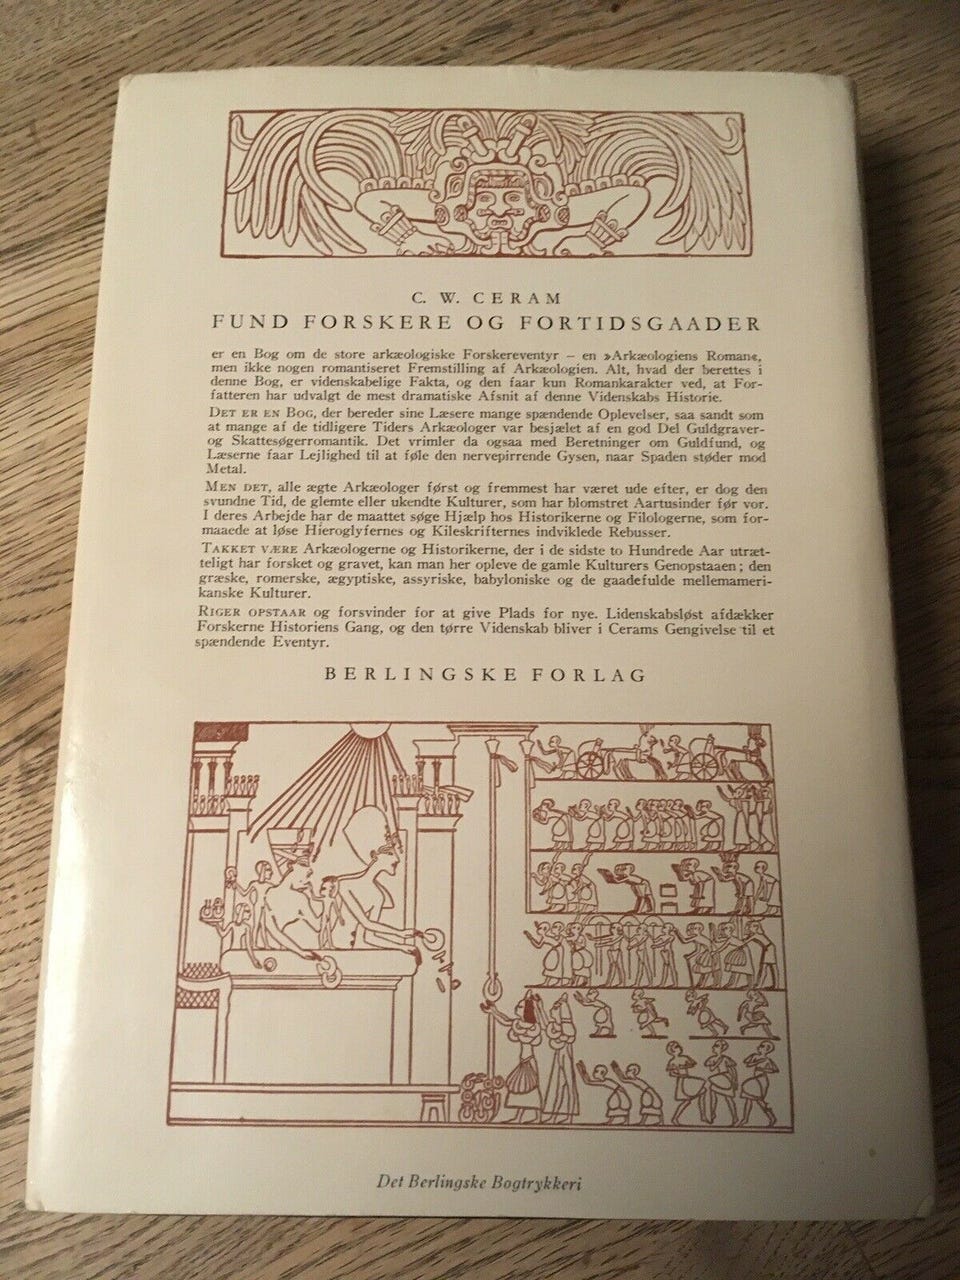 C. W. CERAM
FUND FORSKERE OG FORTIDSGAADER
er en Bog om de store arkæologiske Forskereventyr – en »Arkæologiens Roman«,
men ikke nogen romantiseret Fremstilling af Arkæologien. Alt, hvad der berettes i
denne Bog, er videnskabelige Fakta, og den faar kun Romankarakter ved, at For-
fatteren har udvalgt de mest dramatiske Afsnit af denne Videnskabs Historie.
DET ER EN BOG, der bereder sine Læsere mange spændende Oplevelser, saa sandt som
at mange af de tidligere Tiders Arkæologer var besjælet af en god Del Guldgraver-
og Skattesøgerromantik. Det vrimler da ogsaa med Beretninger om Guldfund, og
Læserne faar Lejlighed til at føle den nervepirrende Gysen, naar Spaden støder mod
Metal.
MEN DET, alle ægte Arkæologer først og fremmest har været ude efter, er dog den
svundne Tid, de glemte eller ukendte Kulturer, som har blomstret Aartusinder før vor.
I deres Arbejde har de maattet søge Hjælp hos Historikerne og Filologerne, som for-
maaede at løse Hieroglyfernes og Kileskrifternes indviklede Rebusser.
TAKKET VÆRE Arkæologerne og Historikerne, der i de sidste to Hundrede Aar utræt-
teligt har forsket og gravet, kan man her opleve de gamle Kulturers Genopstaaen; den
græske, romerske, ægyptiske, assyriske, babyloniske og de gaadefulde mellemameri-
kanske Kulturer.
RIGER OPSTAAR og forsvinder for at give Plads for nye. Lidenskabsløst afdækker
Forskerne Historiens Gang, og den tørre Videnskab bliver i Cerams Gengivelse til et
spændende Eventyr.
BERLINGSKE FORLAG
Det Berlingske Bogtrykkeri